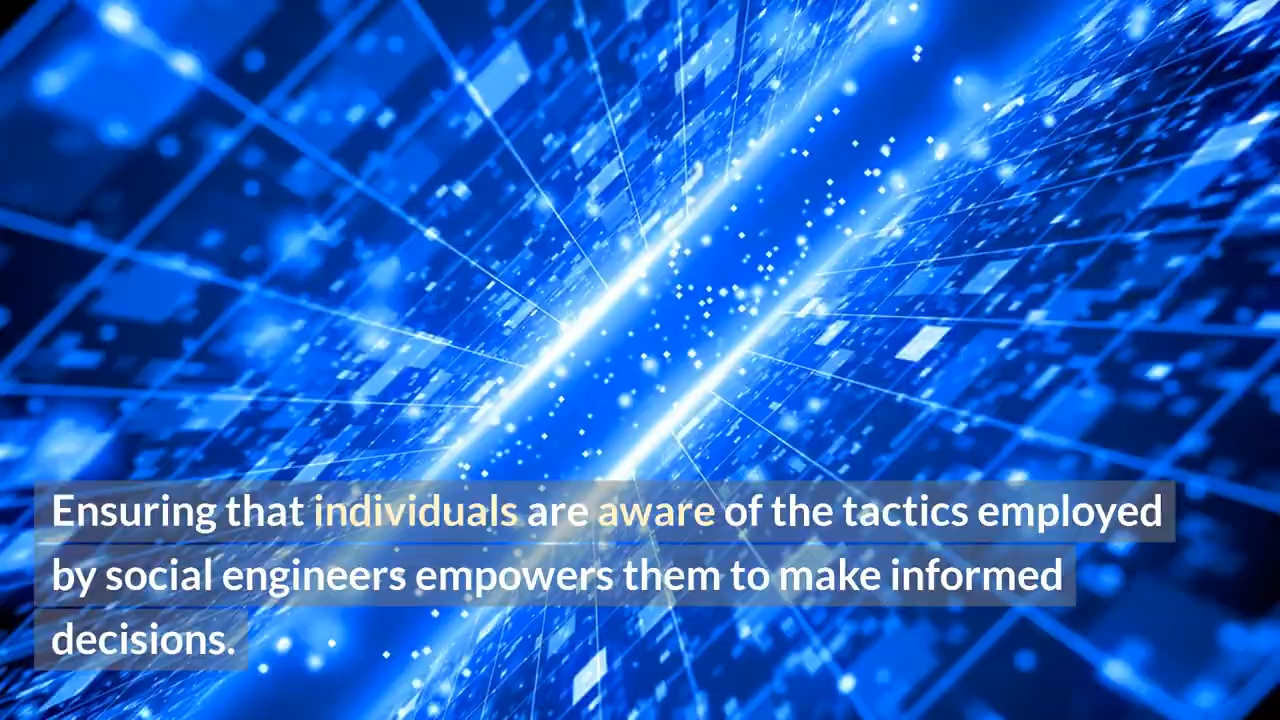 Ensuring that individuals are aware of the tactics employed
by social engineers empowers them to make informed
decisions.